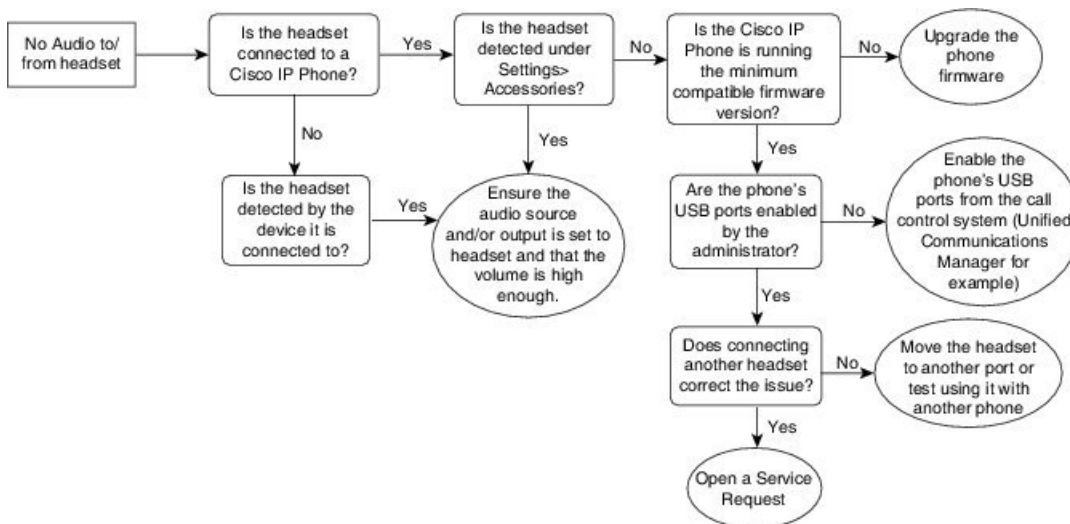 No Audio to/
from headset
Is the headset
connected to a
Cisco IP Phone?
Yes
Is the headset
detected under
Settings>
Accessories?
No
Is the Cisco IP
Phone is running
the minimum
compatible firmware
version?
No
Upgrade the
phone
firmware
No
Yes
Yes
Is the headset
detected by the
device it is
connected to?
Yes
Ensure the
audio source
and/or output is set to
headset and that the
volume is high
enough.
Are the phone's
USB ports enabled
by the
administrator?
No
Enable the
phone's USB
ports from the call
control system (Unified
Communications
Manager for
example)
Yes
Does connecting
another headset
correct the issue?
No
Move the headset
to another port or
test using it with
another phone
Yes
Open a Service
Request